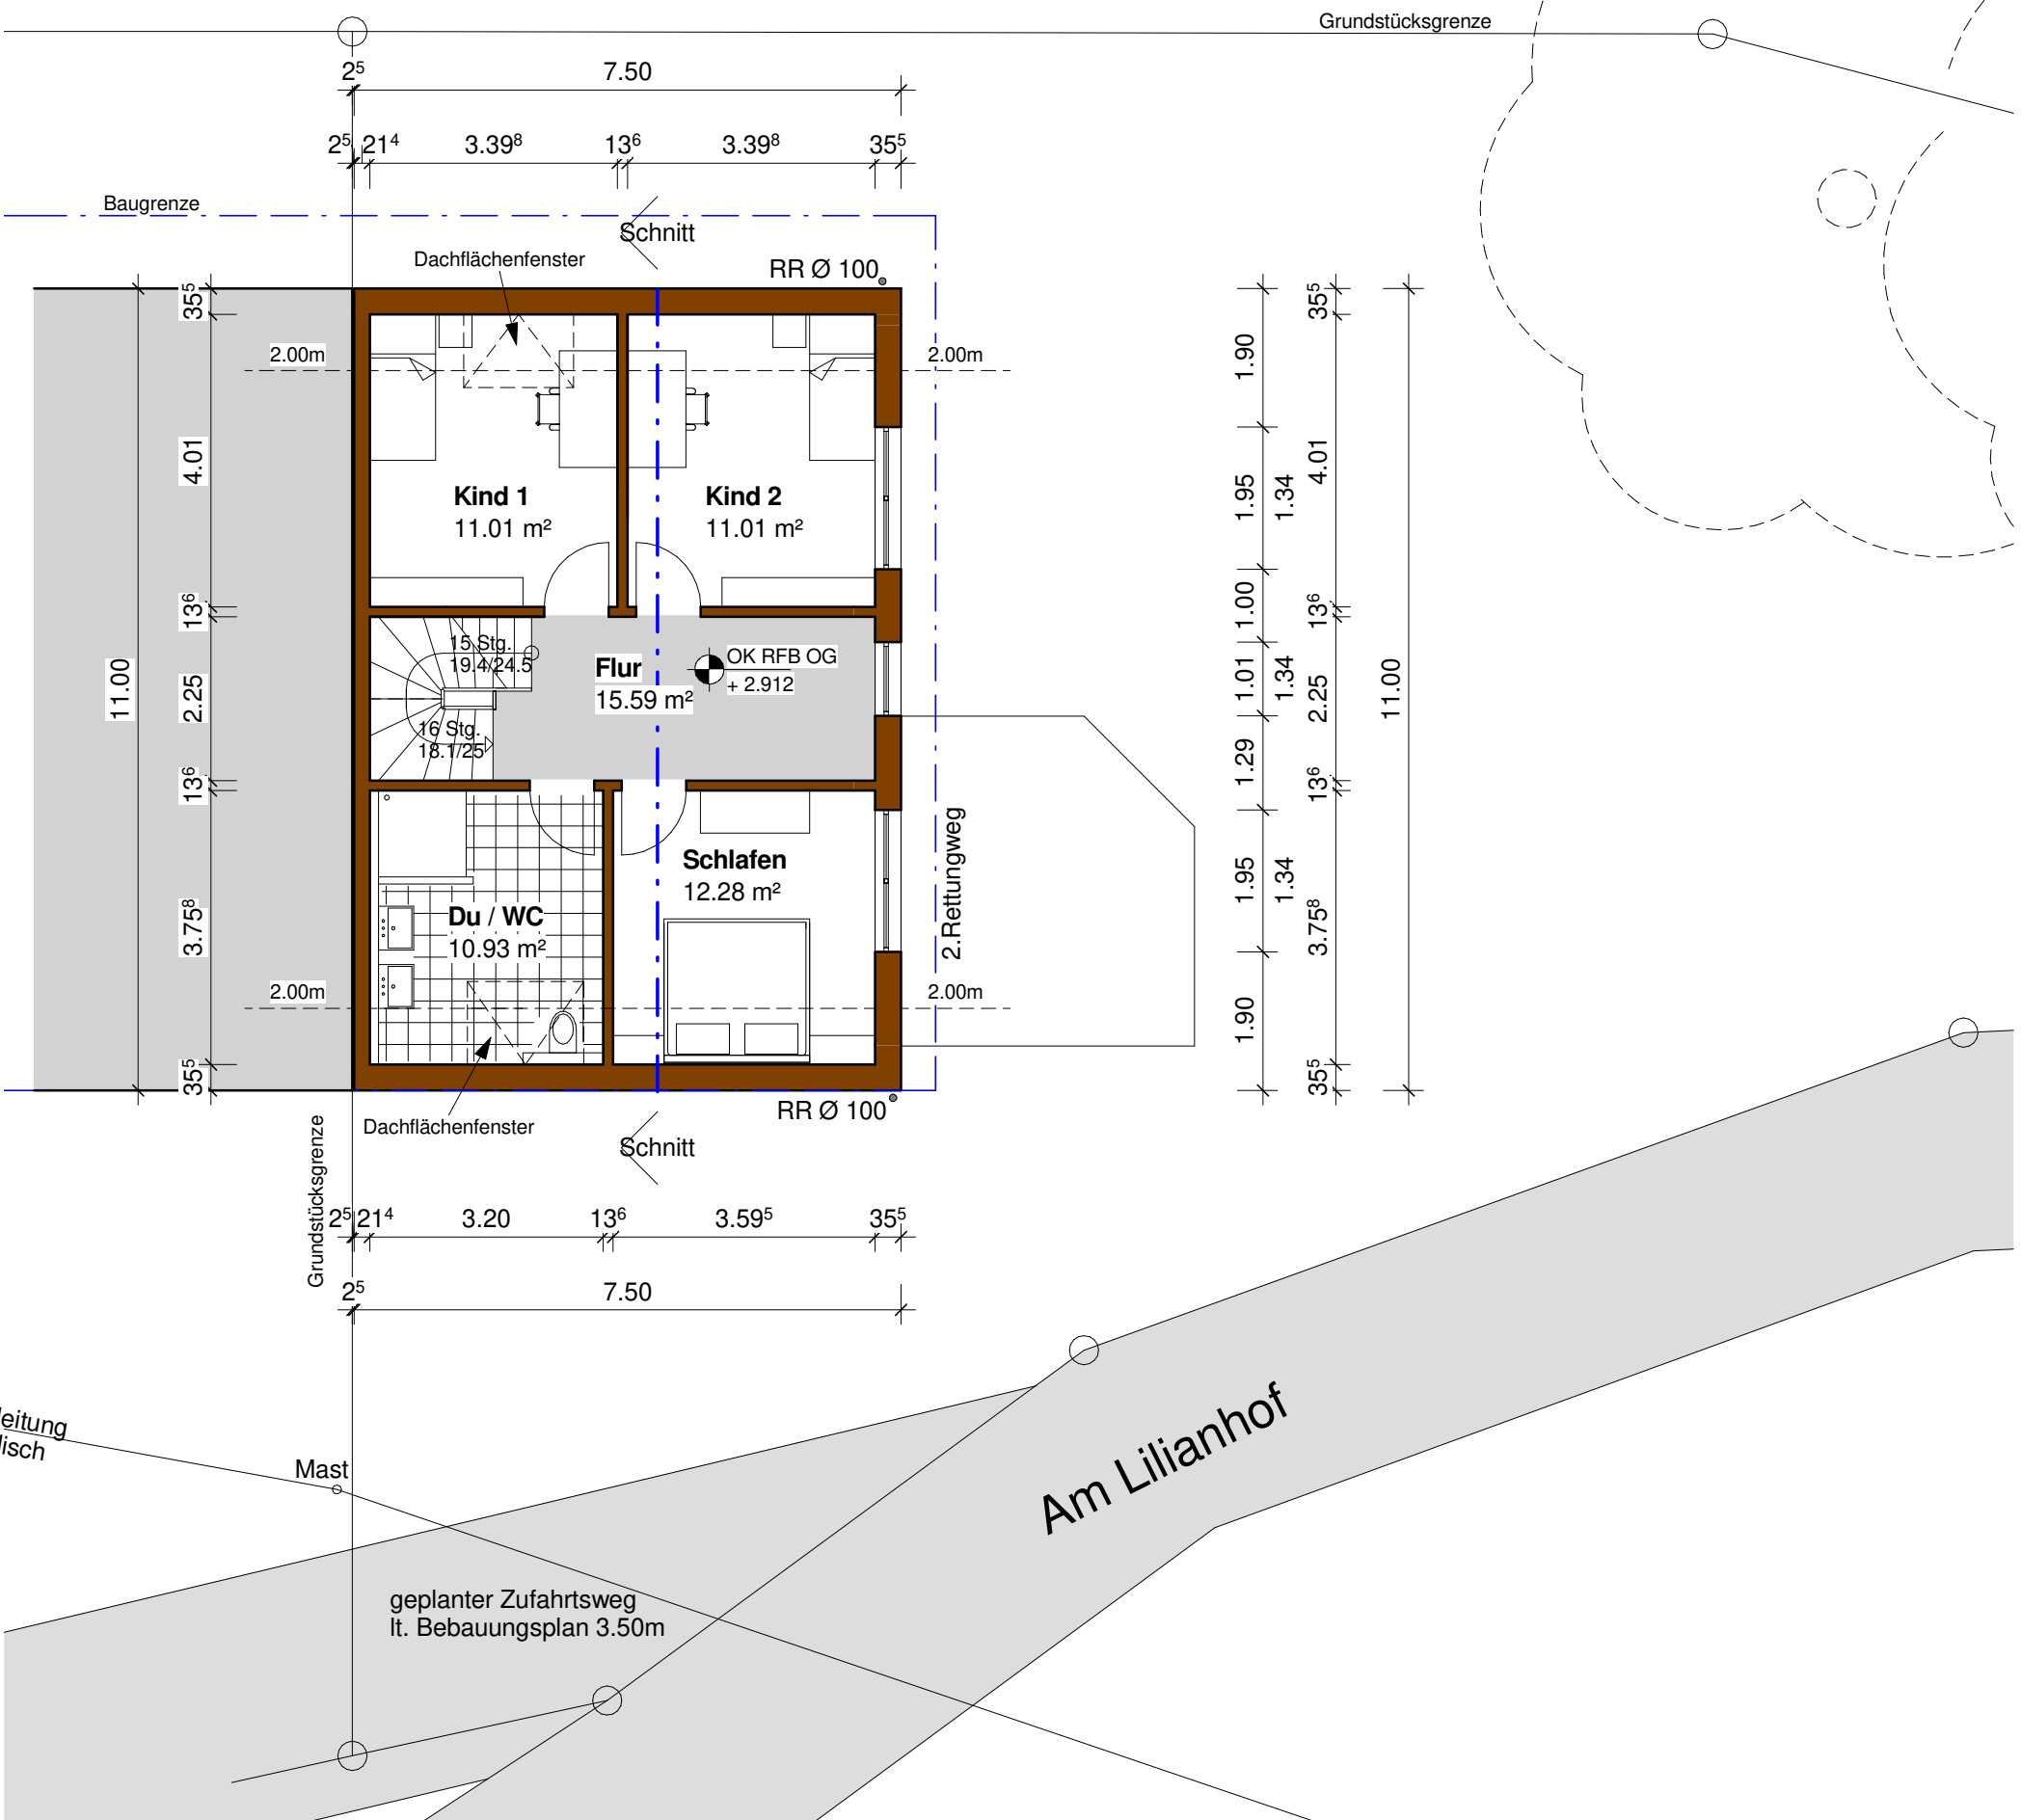 Grundstücksgrenze
2⁵ 7.50
2⁵ 21⁴ 3.39⁸ 13⁶ 3.39⁸ 35⁵
Baugrenze
Schnitt
Dachflächenfenster
RR Ø 100
35⁵ 35⁵
2.00m 2.00m
1.90
4.01 1.95 1.34 4.01
Kind 1 Kind 2
11.01 m² 11.01 m²
13⁶ 1.00 13⁶
15 Stg.
19.4/24.5
Flur
15.59 m²
OK RFB OG
+ 2.912
11.00 2.25 1.01 1.34 2.25 11.00
16 Stg.
18.1/25
13⁶ 1.29 13⁶
2.Rettungweg
Schlafen
12.28 m²
Du / WC
10.93 m²
3.75⁸ 1.95 1.34 3.75⁸
2.00m 2.00m
1.90
35⁵ 35⁵
RR Ø 100
Dachflächenfenster
Schnitt
Grundstücksgrenze
2⁵ 21⁴ 3.20 13⁶ 3.59⁵ 35⁵
2⁵ 7.50
eitung
lisch
Mast
Am Lilianhof
geplanter Zufahrtsweg
lt. Bebauungsplan 3.50m